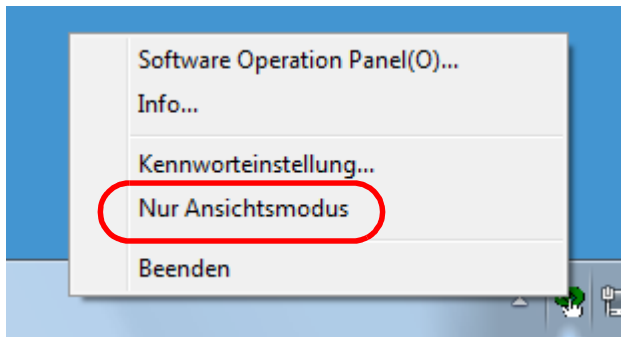 Software Operation Panel(O)...
Info...
Kennworteinstellung...
Nur Ansichtsmodus
Beenden